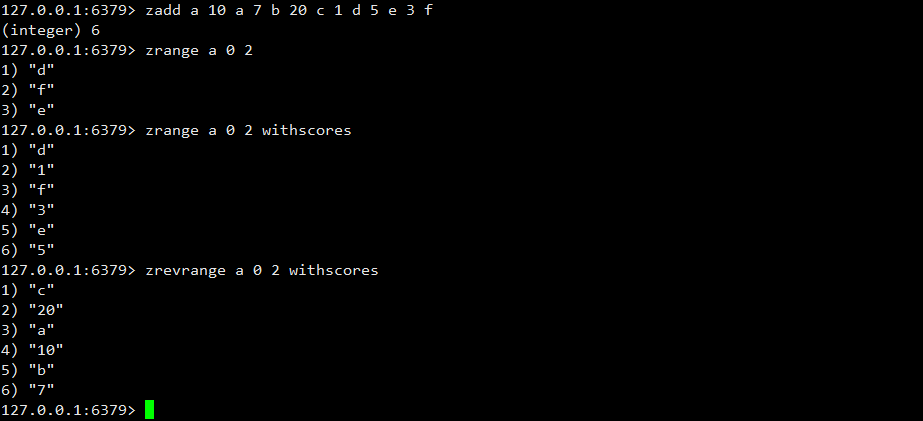 127.0.0.1:6379> zadd a 10 a 7 b 20 c 1 d 5 e 3 f
(integer) 6
127.0.0.1:6379> zrange a 0 2
1) "d"
2) "f"
3) "e"
127.0.0.1:6379> zrange a 0 2 withscores
1) "d"
2) "1"
3) "f"
4) "3"
5) "e"
6) "5"
127.0.0.1:6379> zrevrange a 0 2 withscores
1) "c"
2) "20"
3) "a"
4) "10"
5) "b"
6) "7"
127.0.0.1:6379>